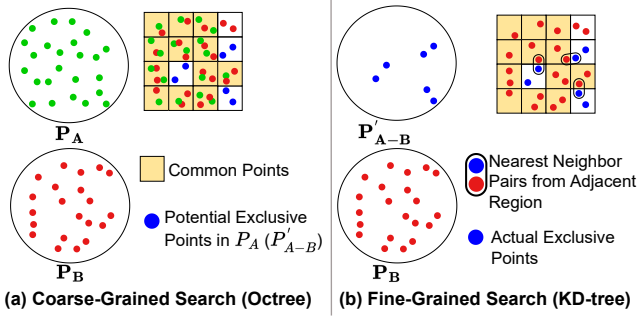 P_A
Common Points
Potential Exclusive
Points in P_A (P'_{A−B})
P_B
(a) Coarse-Grained Search (Octree)
P'_{A−B}
Nearest Neighbor
Pairs from Adjacent
Region
Actual Exclusive
Points
P_B
(b) Fine-Grained Search (KD-tree)